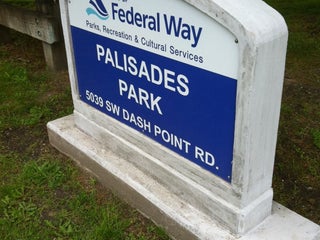 Federal Way
Parks, Recreation & Cultural Services
PALISADES
PARK
5039 SW DASH POINT RD.